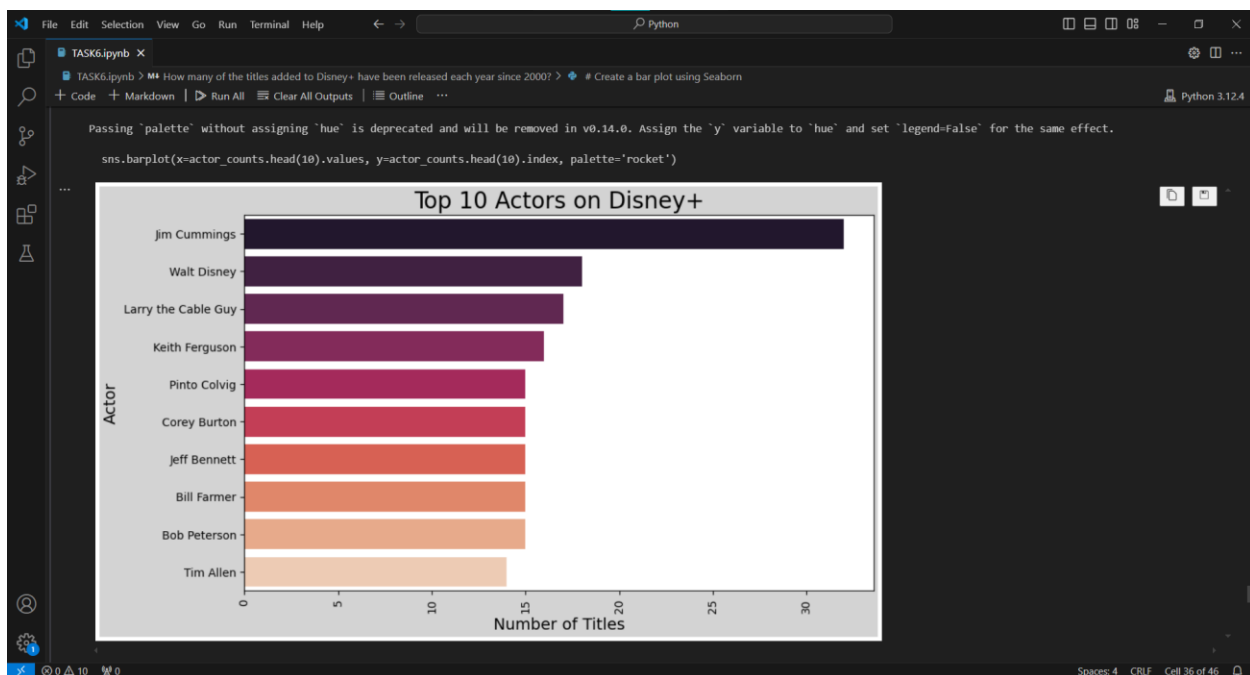 File Edit Selection View Go Run Terminal Help
Python
TASK6.ipynb
TASK6.ipynb > M↓ How many of the titles added to Disney+ have been released each year since 2000? > # Create a bar plot using Seaborn
+ Code + Markdown | Run All Clear All Outputs | Outline ...
Python 3.12.4
Passing `palette` without assigning `hue` is deprecated and will be removed in v0.14.0. Assign the `y` variable to `hue` and set `legend=False` for the same effect.
sns.barplot(x=actor_counts.head(10).values, y=actor_counts.head(10).index, palette='rocket')
...
Top 10 Actors on Disney+
Jim Cummings
Walt Disney
Larry the Cable Guy
Keith Ferguson
Pinto Colvig
Corey Burton
Jeff Bennett
Bill Farmer
Bob Peterson
Tim Allen
Actor
0 5 10 15 20 25 30
Number of Titles
1
0 10 0
Spaces: 4 CRLF Cell 36 of 46